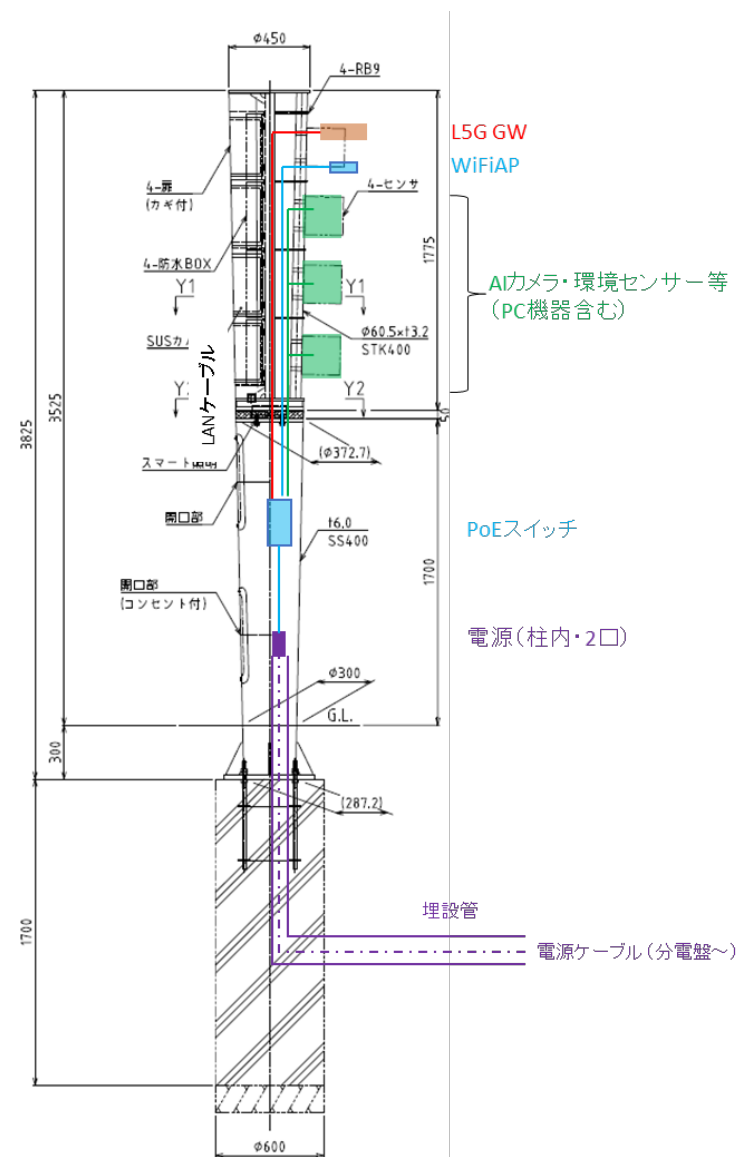 φ450
4-RB9
L5G GW
WiFiAP
4-扉
(カギ付)
4-センサ
4-防水BOX
1775
AIカメラ・環境センサー等
(PC機器含む)
Y1
Y1
φ60.5×t3.2
STK400
LANケーブル
Y2
3525
3825
50
(φ372.7)
スマート照明
開口部
t6.0
SS400
PoEスイッチ
1700
開口部
(コンセント付)
電源(柱内・2口)
φ300
G.L.
300
(287.2)
1700
埋設管
電源ケーブル(分電盤～)
φ600